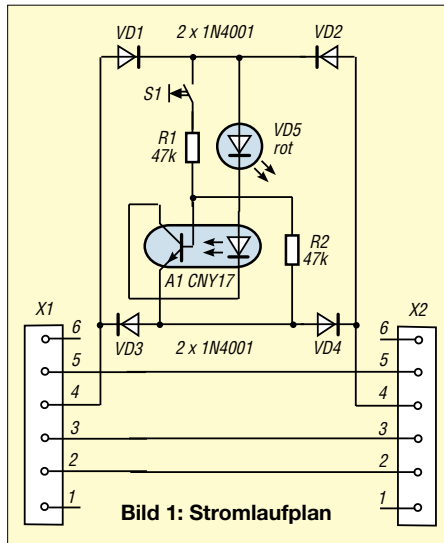 VD1 2 x 1N4001 VD2
S1
R1
47k
VD5
rot
R2
47k
A1 CNY17
X1
X2
VD3 2 x 1N4001 VD4
6
5
4
3
2
1
6
5
4
3
2
1
Bild 1: Stromlaufplan